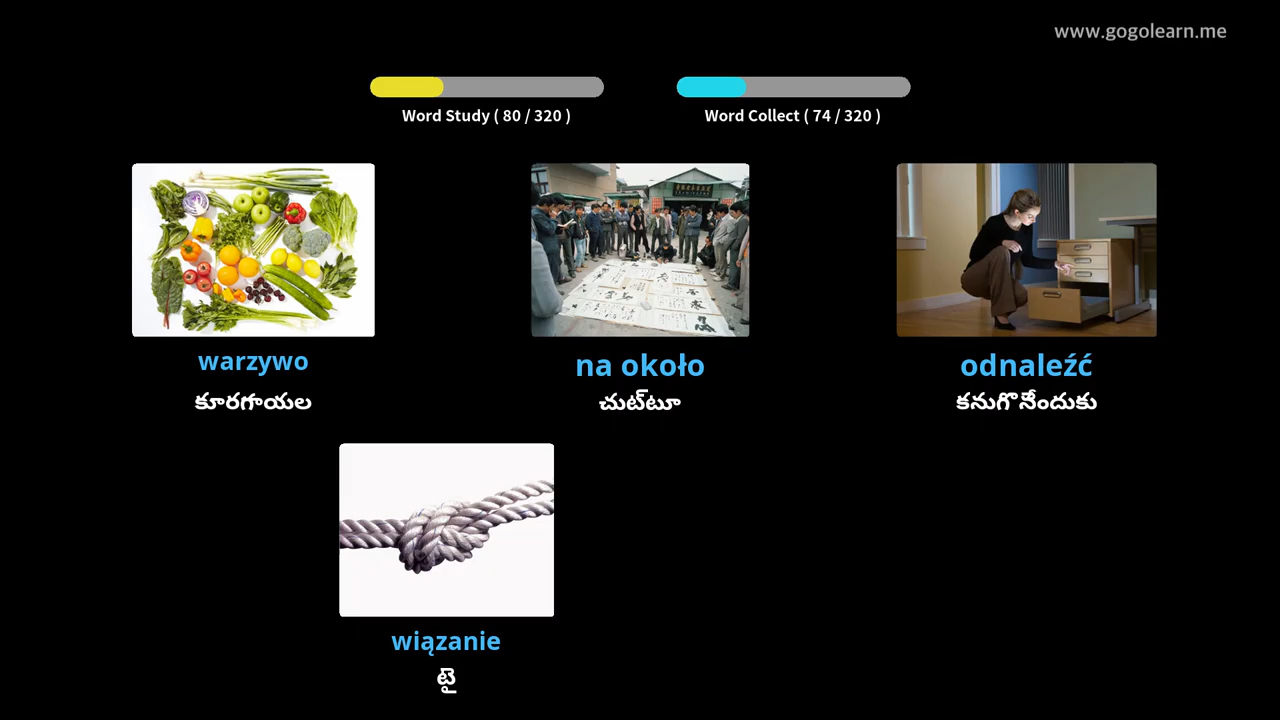 www.gogolearn.me
Word Study ( 80 / 320 )
Word Collect ( 74 / 320 )
warzywo
na około
odnaleźć
కూరగాయల
చుట్టూ
కనుగొనేందుకు
wiązanie
టై